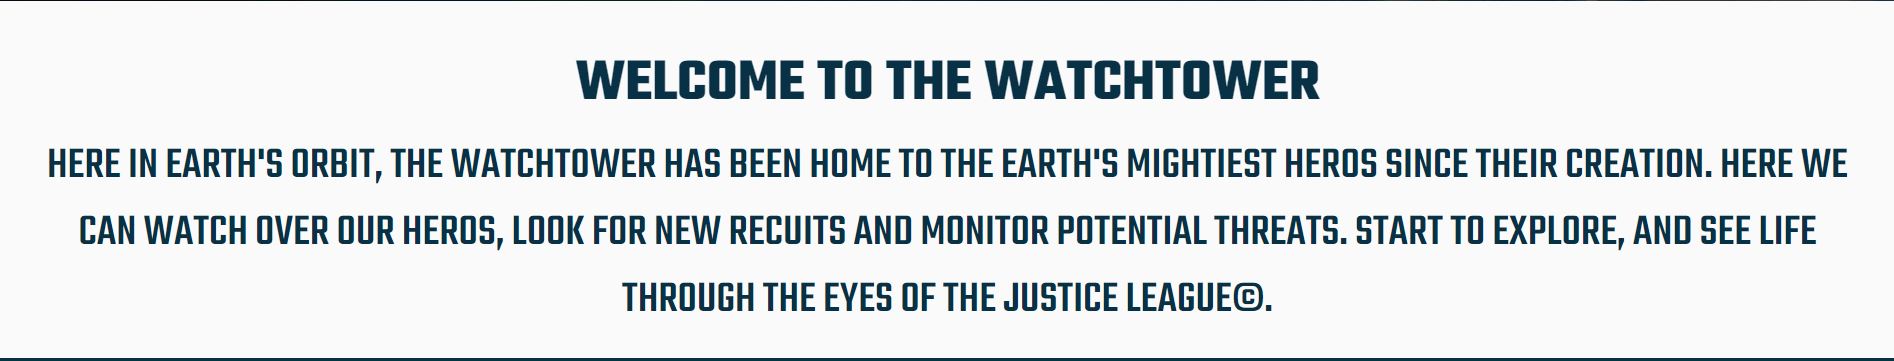 WELCOME TO THE WATCHTOWER
HERE IN EARTH'S ORBIT, THE WATCHTOWER HAS BEEN HOME TO THE EARTH'S MIGHTIEST HEROS SINCE THEIR CREATION. HERE WE
CAN WATCH OVER OUR HEROS, LOOK FOR NEW RECUITS AND MONITOR POTENTIAL THREATS. START TO EXPLORE, AND SEE LIFE
THROUGH THE EYES OF THE JUSTICE LEAGUE©.